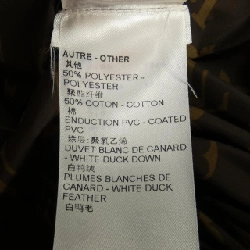 AUTRE - OTHER
其他
50% POLYESTER -
POLYESTER
聚酯纤维
50% COTON - COTTON
棉
ENDUCTION PVC - COATED
PVC
涂层: 聚氯乙烯
DUVET BLANC DE CANARD
- WHITE DUCK DOWN
白鸭绒
PLUMES BLANCHES DE
CANARD - WHITE DUCK
FEATHER
白鸭毛